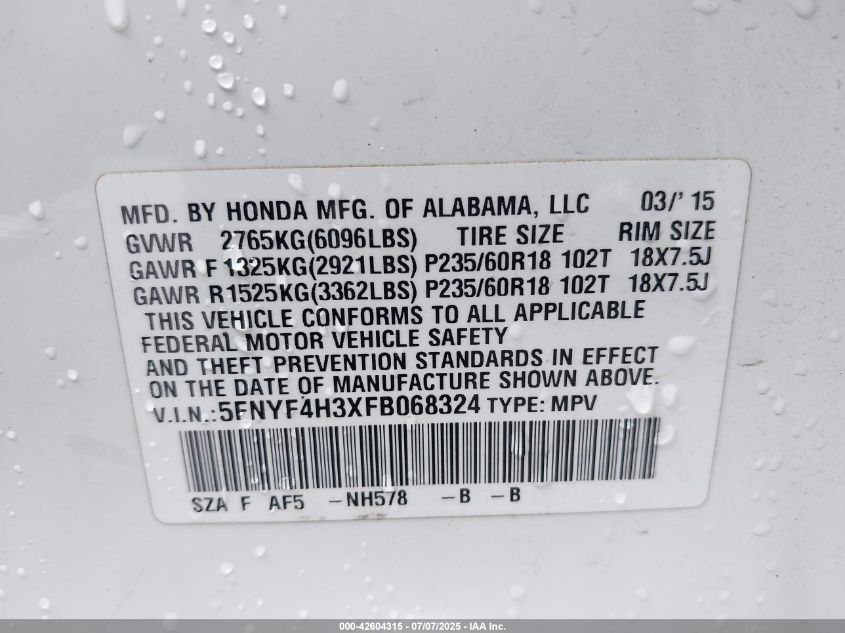 MFD. BY HONDA MFG. OF ALABAMA, LLC 03/' 15
GVWR 2765KG(6096LBS) TIRE SIZE RIM SIZE
GAWR F 1325KG(2921LBS) P235/60R18 102T 18X7.5J
GAWR R1525KG(3362LBS) P235/60R18 102T 18X7.5J
THIS VEHICLE CONFORMS TO ALL APPLICABLE
FEDERAL MOTOR VEHICLE SAFETY
AND THEFT PREVENTION STANDARDS IN EFFECT
ON THE DATE OF MANUFACTURE SHOWN ABOVE.
V.I.N.:5FNYF4H3XFB068324 TYPE: MPV
SZA F AF5 -NH578 -B -B
000-42604315 - 07/07/2025 - IAA Inc.